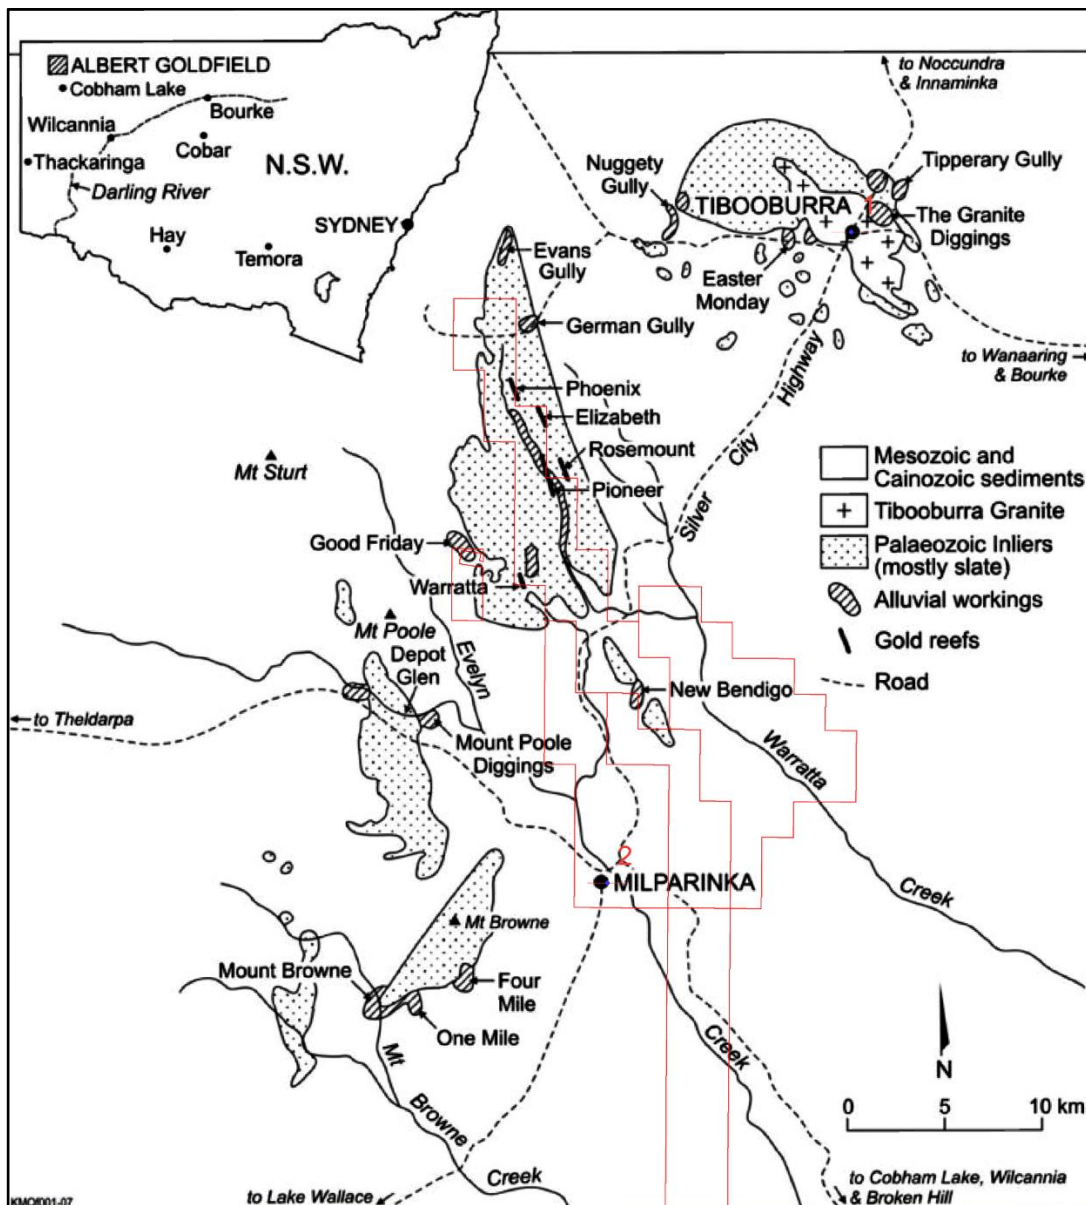 ALBERT GOLDFIELD
Cobham Lake
Bourke
Wilcannia
Cobar
Thackaringa
N.S.W.
Darling River
SYDNEY
Hay
Temora
to Noccundra
& Innaminka
Nuggety
Gully
Tipperary Gully
TIBOOBURRA
1
The Granite
Diggings
Evans
Gully
Easter
Monday
German Gully
to Wanaaring
& Bourke
Highway
City
Silver
Phoenix
Elizabeth
Rosemount
Pioneer
Mt Sturt
Good Friday
Warratta
Mesozoic and
Cainozoic sediments
Tibooburra Granite
Palaeozoic Inliers
(mostly slate)
Alluvial workings
Gold reefs
Road
Mt Poole
Depot
Glen
Evelyn
New Bendigo
to Theldarpa
Mount Poole
Diggings
Warratta
Creek
2
MILPARINKA
Mt Browne
Mount Browne
Four
Mile
One Mile
Mt
Browne
Creek
Creek
N
0 5 10 km
to Lake Wallace
to Cobham Lake, Wilcannia
& Broken Hill
KMOf001-07